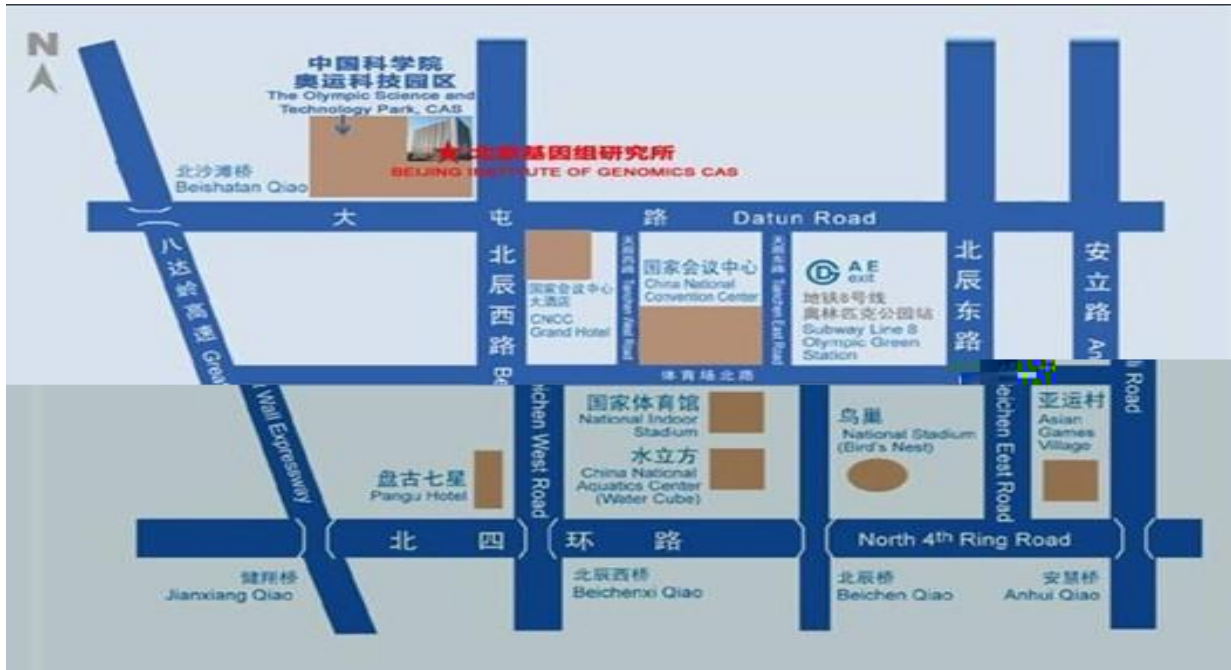 N
中国科学院
奥运科技园区
The Olympic Science and
Technology Park, CAS
北京基因组研究所
BEIJING INSTITUTE OF GENOMICS CAS
北沙滩桥
Beishatan Qiao
大屯路 Datun Road
八达岭高速 Great Wall Expressway
北辰西路 Beichen West Road
国家会议中心
大酒店
CNCC
Grand Hotel
天辰西路 Tianchen West Road
国家会议中心
China National
Convention Center
天辰东路 Tianchen East Road
A E
exit
地铁8号线
奥林匹克公园站
Subway Line 8
Olympic Green
Station
北辰东路 Beichen Eest Road
安立路 Anli Road
体育场北路
国家体育馆
National Indoor
Stadium
水立方
China National
Aquatics Center
(Water Cube)
鸟巢
National Stadium
(Bird's Nest)
亚运村
Asian
Games
Village
盘古七星
Pangu Hotel
北四环路 North 4th Ring Road
健翔桥
Jianxiang Qiao
北辰西桥
Beichenxi Qiao
北辰桥
Beichen Qiao
安慧桥
Anhui Qiao